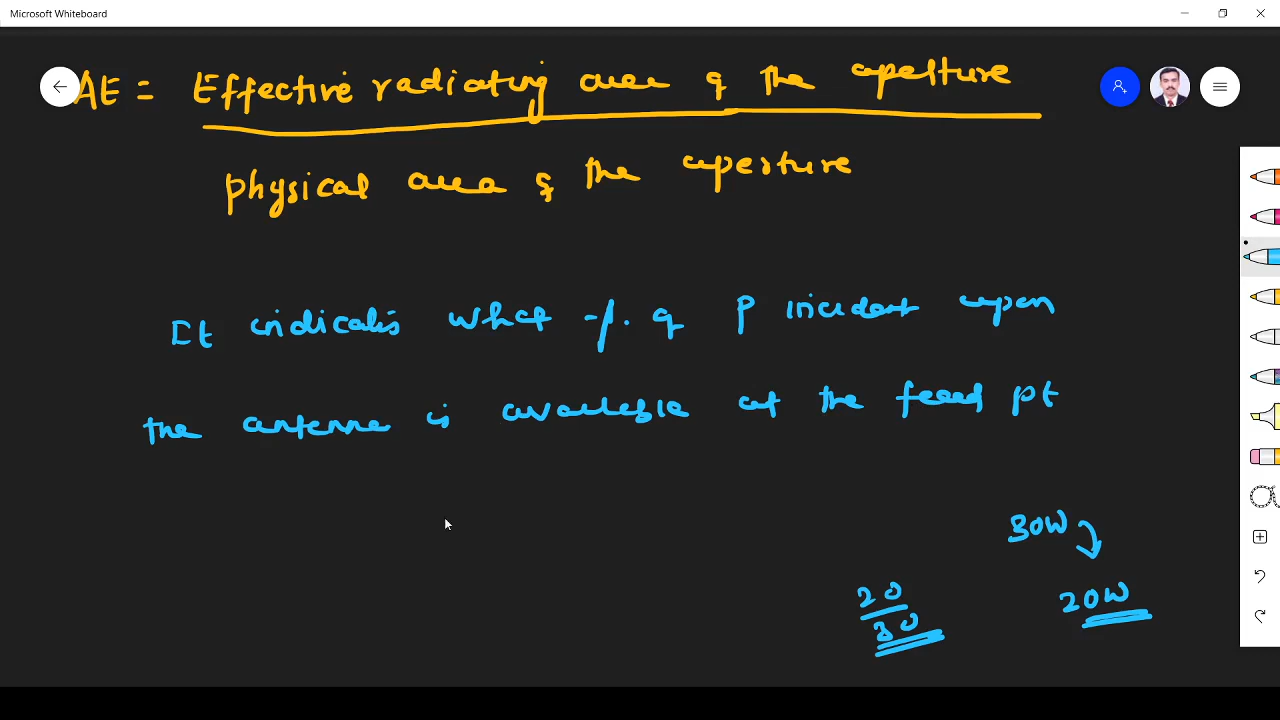 Microsoft Whiteboard
AE = Effective radiating area of the aperture
physical area of the aperture
It indicates what %. of P incident upon
the antenna is available at the feed pt
30W
20W
20
30